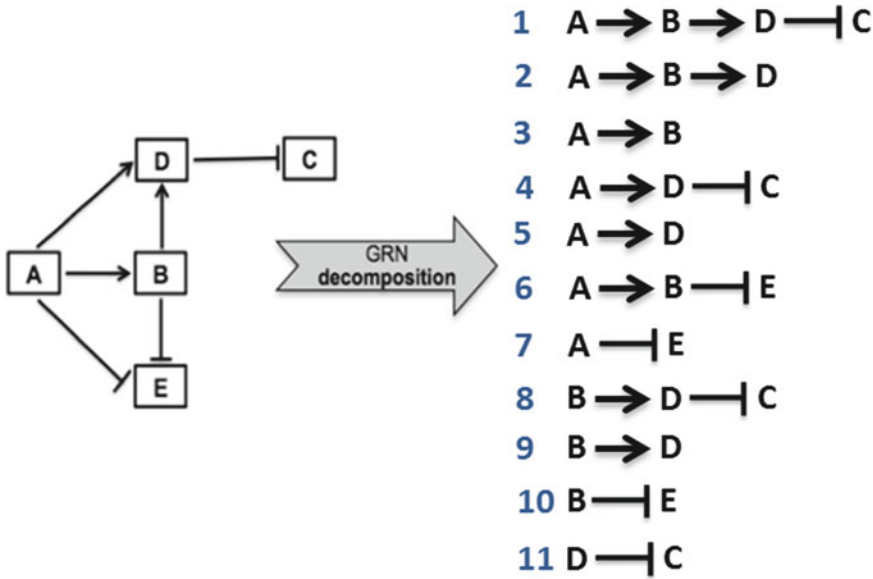 D
C
A
B
E
GRN
decomposition
1 A B D C
2 A B D
3 A B
4 A D C
5 A D
6 A B E
7 A E
8 B D C
9 B D
10 B E
11 D C